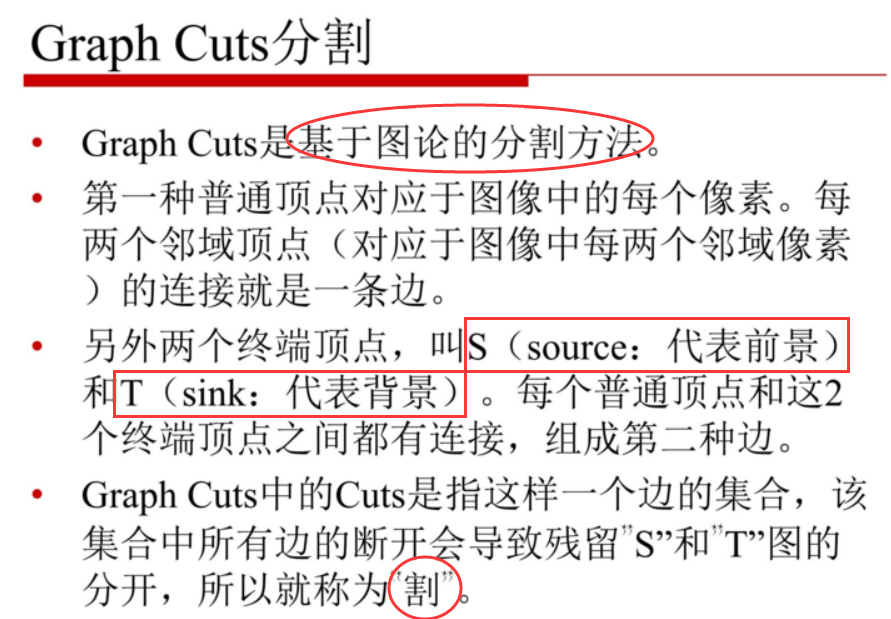 Graph Cuts分割
• Graph Cuts是基于图论的分割方法。
• 第一种普通顶点对应于图像中的每个像素。每
两个邻域顶点（对应于图像中每两个邻域像素
）的连接就是一条边。
• 另外两个终端顶点，叫S（source：代表前景）
和T（sink：代表背景）。每个普通顶点和这2
个终端顶点之间都有连接，组成第二种边。
• Graph Cuts中的Cuts是指这样一个边的集合，该
集合中所有边的断开会导致残留”S”和”T”图的
分开，所以就称为“割”。